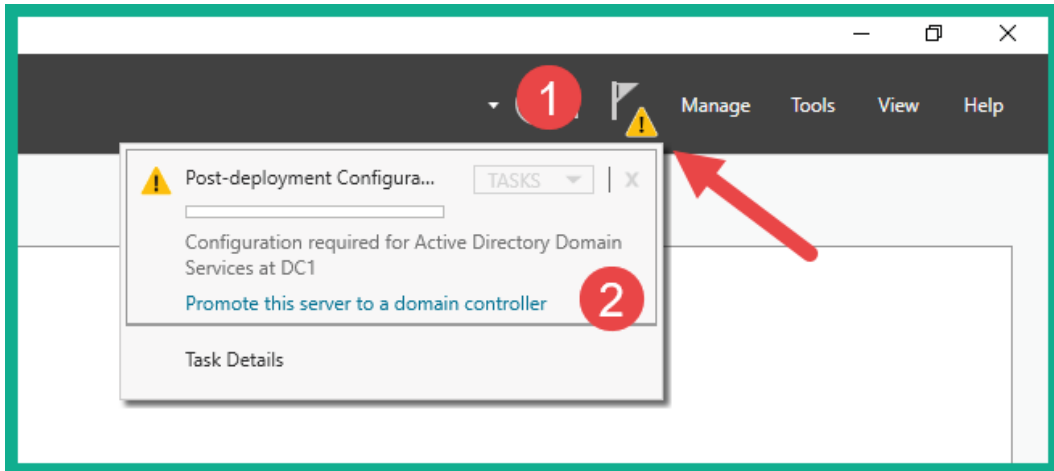 1
Manage Tools View Help
Post-deployment Configura... TASKS X
Configuration required for Active Directory Domain
Services at DC1
Promote this server to a domain controller
2
Task Details